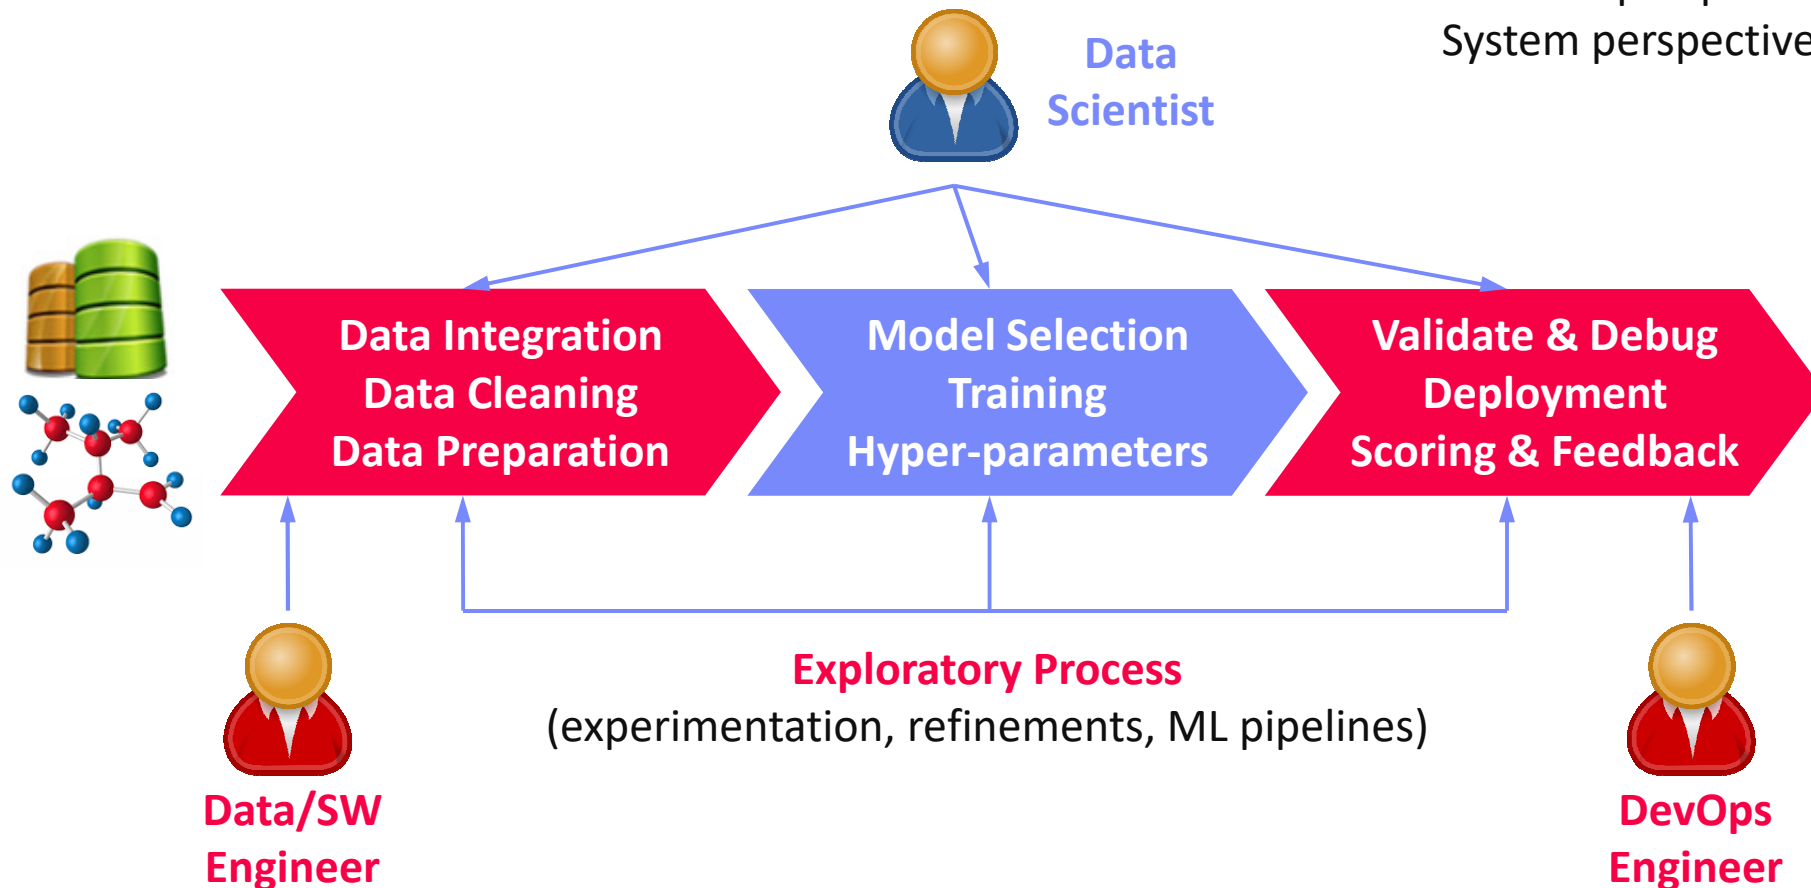 System perspective
Data
Scientist
Data Integration
Data Cleaning
Data Preparation
Model Selection
Training
Hyper-parameters
Validate & Debug
Deployment
Scoring & Feedback
Exploratory Process
(experimentation, refinements, ML pipelines)
Data/SW
Engineer
DevOps
Engineer